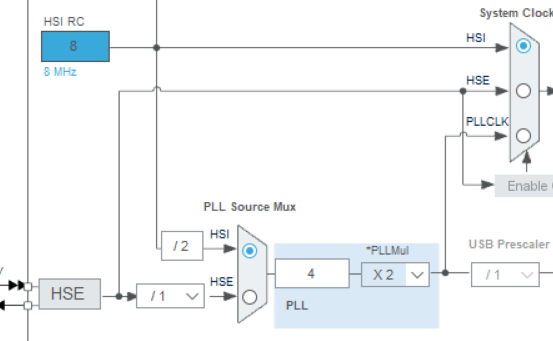 System Clock
HSI RC
8
8 MHz
HSI
HSE
PLLCLK
Enable
PLL Source Mux
HSI
/ 2
*PLLMul
USB Prescaler
4
X 2
/ 1
HSE
HSE
/ 1
PLL